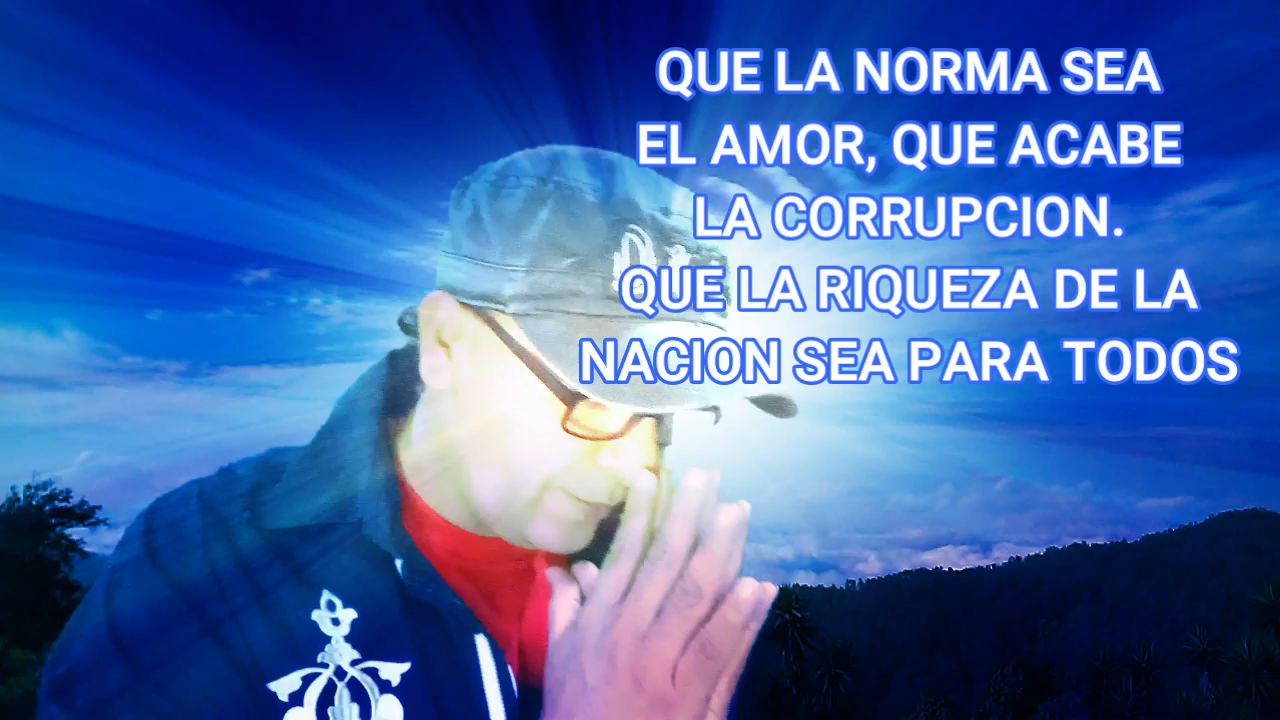 QUE LA NORMA SEA
EL AMOR, QUE ACABE
LA CORRUPCION.
QUE LA RIQUEZA DE LA
NACION SEA PARA TODOS